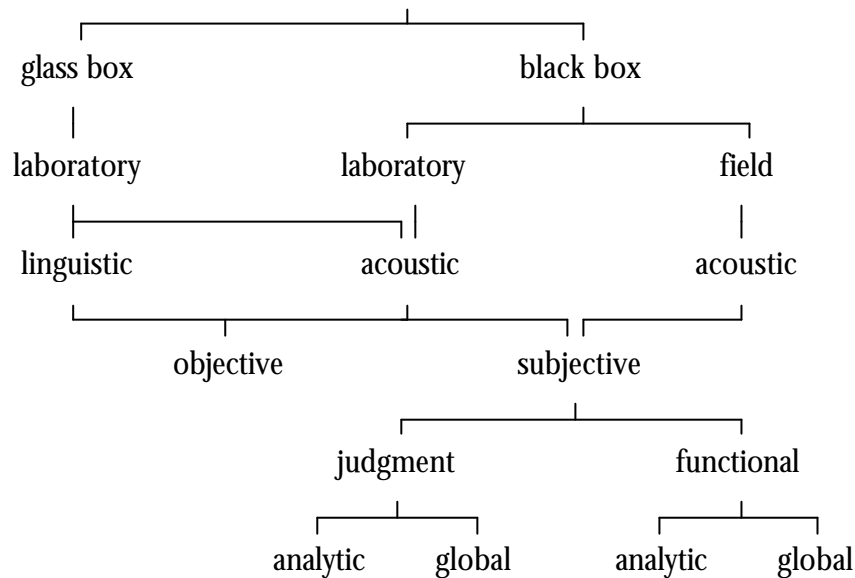 glass box black box
laboratory laboratory field
linguistic acoustic acoustic
objective subjective
judgment functional
analytic global analytic global